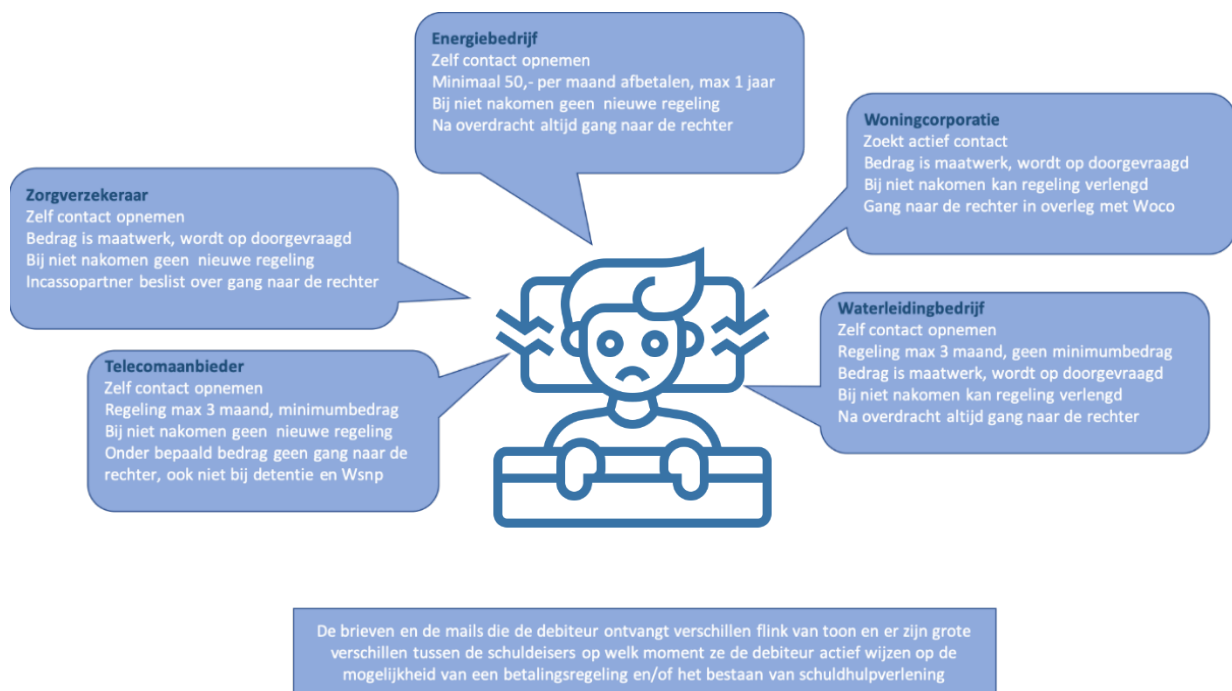 Energiebedrijf
Zelf contact opnemen
Minimaal 50,- per maand afbetalen, max 1 jaar
Bij niet nakomen geen nieuwe regeling
Na overdracht altijd gang naar de rechter
Woningcorporatie
Zoekt actief contact
Bedrag is maatwerk, wordt op doorgevraagd
Bij niet nakomen kan regeling verlengd
Gang naar de rechter in overleg met Woco
Zorgverzekeraar
Zelf contact opnemen
Bedrag is maatwerk, wordt op doorgevraagd
Bij niet nakomen geen nieuwe regeling
Incassopartner beslist over gang naar de rechter
Waterleidingbedrijf
Zelf contact opnemen
Regeling max 3 maand, geen minimumbedrag
Bedrag is maatwerk, wordt op doorgevraagd
Bij niet nakomen kan regeling verlengd
Na overdracht altijd gang naar de rechter
Telecomaanbieder
Zelf contact opnemen
Regeling max 3 maand, minimumbedrag
Bij niet nakomen geen nieuwe regeling
Onder bepaald bedrag geen gang naar de
rechter, ook niet bij detentie en Wsnp
De brieven en de mails die de debiteur ontvangt verschillen flink van toon en er zijn grote
verschillen tussen de schuldeisers op welk moment ze de debiteur actief wijzen op de
mogelijkheid van een betalingsregeling en/of het bestaan van schuldhulpverlening